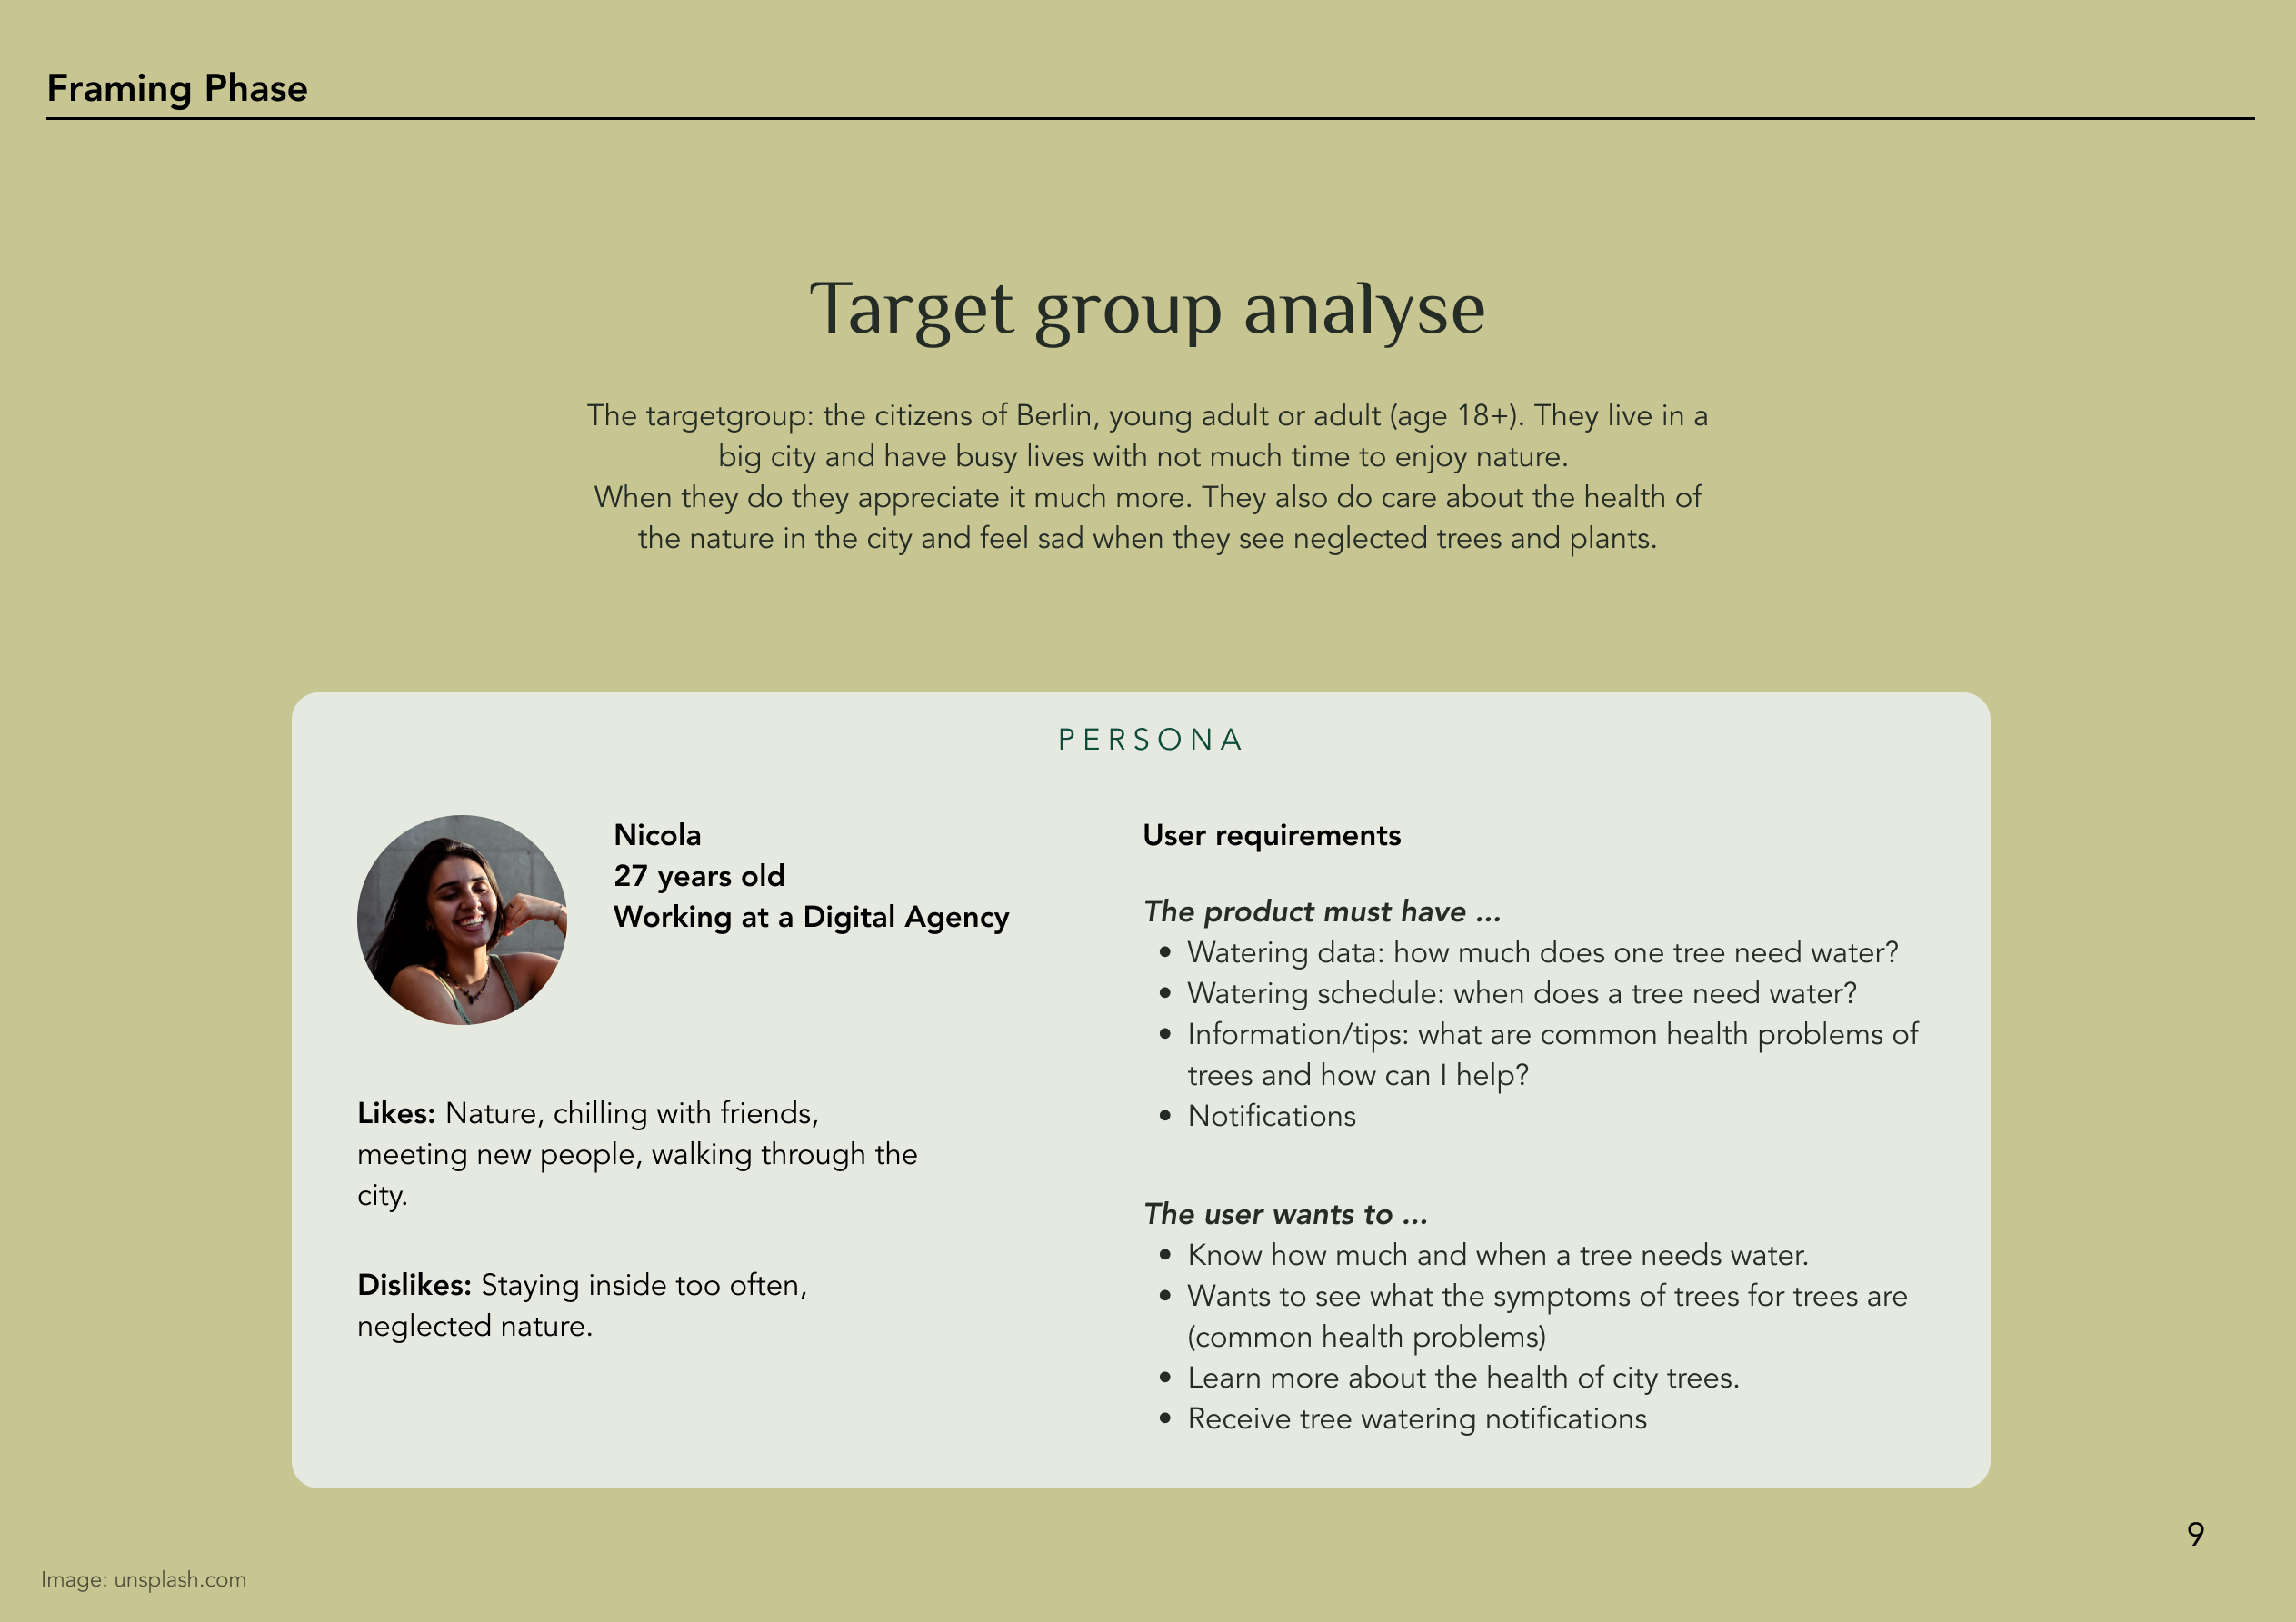 Framing Phase
Target group analyse
The targetgroup: the citizens of Berlin, young adult or adult (age 18+). They live in a
big city and have busy lives with not much time to enjoy nature.
When they do they appreciate it much more. They also do care about the health of
the nature in the city and feel sad when they see neglected trees and plants.
PERSONA
Nicola
27 years old
Working at a Digital Agency
Likes: Nature, chilling with friends,
meeting new people, walking through the
city.
Dislikes: Staying inside too often,
neglected nature.
User requirements
The product must have ...
• Watering data: how much does one tree need water?
• Watering schedule: when does a tree need water?
• Information/tips: what are common health problems of
trees and how can I help?
• Notifications
The user wants to ...
• Know how much and when a tree needs water.
• Wants to see what the symptoms of trees for trees are
(common health problems)
• Learn more about the health of city trees.
• Receive tree watering notifications
9
Image: unsplash.com